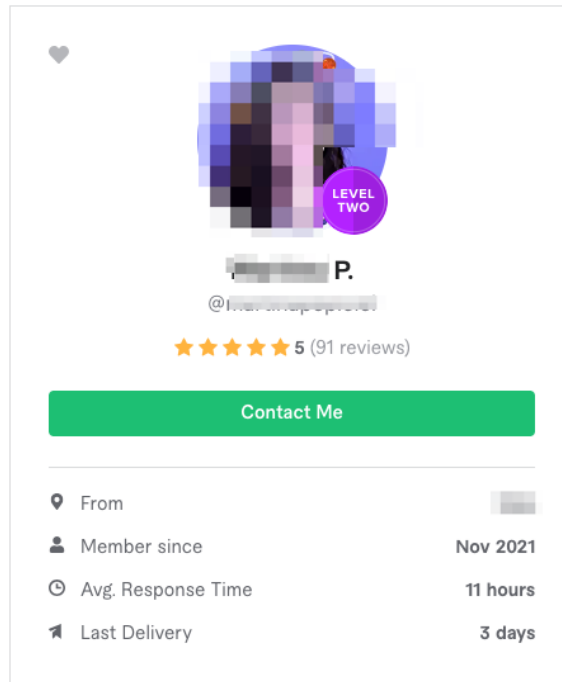 LEVEL
TWO
P.
@
5 (91 reviews)
Contact Me
From
Member since Nov 2021
Avg. Response Time 11 hours
Last Delivery 3 days